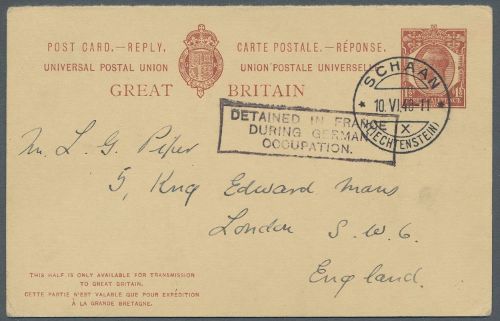 POST CARD.—REPLY. CARTE POSTALE.—RÉPONSE.
UNIVERSAL POSTAL UNION UNION POSTALE UNIVERSELLE
GREAT BRITAIN
SCHAAN
10.VI.40-11
X
(LIECHTENSTEIN)
DETAINED IN FRANCE
DURING GERMAN
OCCUPATION.
Mr. L. G. Piper
5, King Edward Mans
London S.W.6.
England.
THIS HALF IS ONLY AVAILABLE FOR TRANSMISSION
TO GREAT BRITAIN.
CETTE PARTIE N'EST VALABLE QUE POUR EXPÉDITION
À LA GRANDE BRETAGNE.